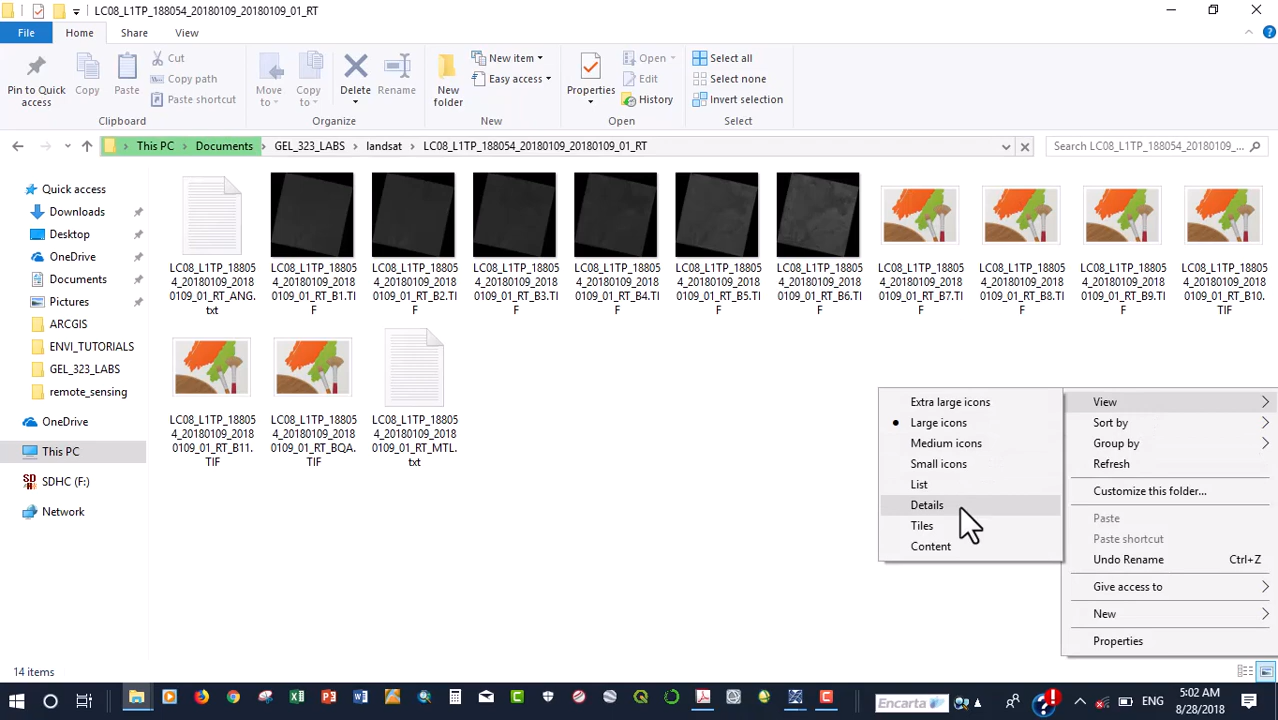 LC08_L1TP_188054_20180109_20180109_01_RT
File Home Share View
Pin to Quick access
Copy
Paste
Cut
Copy path
Paste shortcut
Clipboard
Move to
Copy to
Delete
Rename
Organize
New folder
New item
Easy access
New
Properties
Open
Edit
History
Open
Select all
Select none
Invert selection
Select
This PC Documents GEL_323_LABS landsat LC08_L1TP_188054_20180109_20180109_01_RT
Search LC08_L1TP_188054_20180109_...
Quick access
Downloads
Desktop
OneDrive
Documents
Pictures
ARCGIS
ENVI_TUTORIALS
GEL_323_LABS
remote_sensing
OneDrive
This PC
SDHC (F:)
Network
LC08_L1TP_18805
4_20180109_2018
0109_01_RT_ANG.
txt
LC08_L1TP_18805
4_20180109_2018
0109_01_RT_B1.TI
F
LC08_L1TP_18805
4_20180109_2018
0109_01_RT_B2.TI
F
LC08_L1TP_18805
4_20180109_2018
0109_01_RT_B3.TI
F
LC08_L1TP_18805
4_20180109_2018
0109_01_RT_B4.TI
F
LC08_L1TP_18805
4_20180109_2018
0109_01_RT_B5.TI
F
LC08_L1TP_18805
4_20180109_2018
0109_01_RT_B6.TI
F
LC08_L1TP_18805
4_20180109_2018
0109_01_RT_B7.TI
F
LC08_L1TP_18805
4_20180109_2018
0109_01_RT_B8.TI
F
LC08_L1TP_18805
4_20180109_2018
0109_01_RT_B9.TI
F
LC08_L1TP_18805
4_20180109_2018
0109_01_RT_B10.
TIF
LC08_L1TP_18805
4_20180109_2018
0109_01_RT_B11.
TIF
LC08_L1TP_18805
4_20180109_2018
0109_01_RT_BQA.
TIF
LC08_L1TP_18805
4_20180109_2018
0109_01_RT_MTL.
txt
Extra large icons
Large icons
Medium icons
Small icons
List
Details
Tiles
Content
View
Sort by
Group by
Refresh
Customize this folder...
Paste
Paste shortcut
Undo Rename Ctrl+Z
Give access to
New
Properties
14 items
Encarta
ENG
5:02 AM
8/28/2018